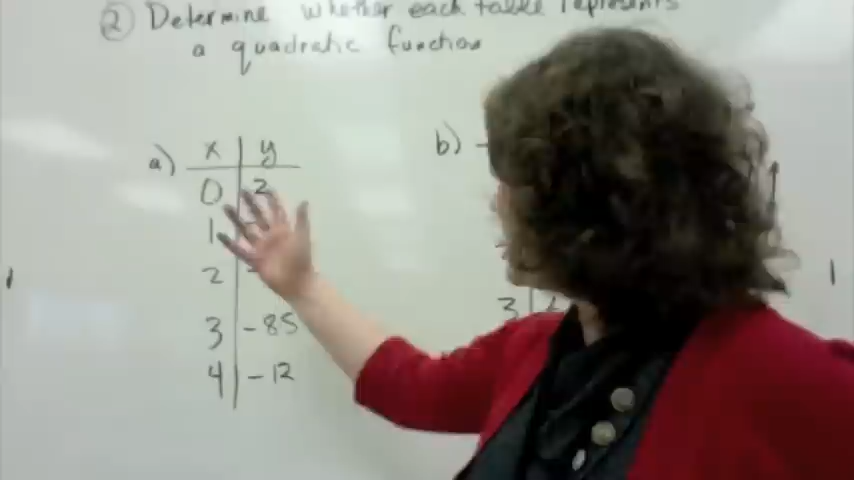 ② Determine whether each table represents
a quadratic function
a) x y
b)
0 2
1
2 -
3 -85
3
4 -12